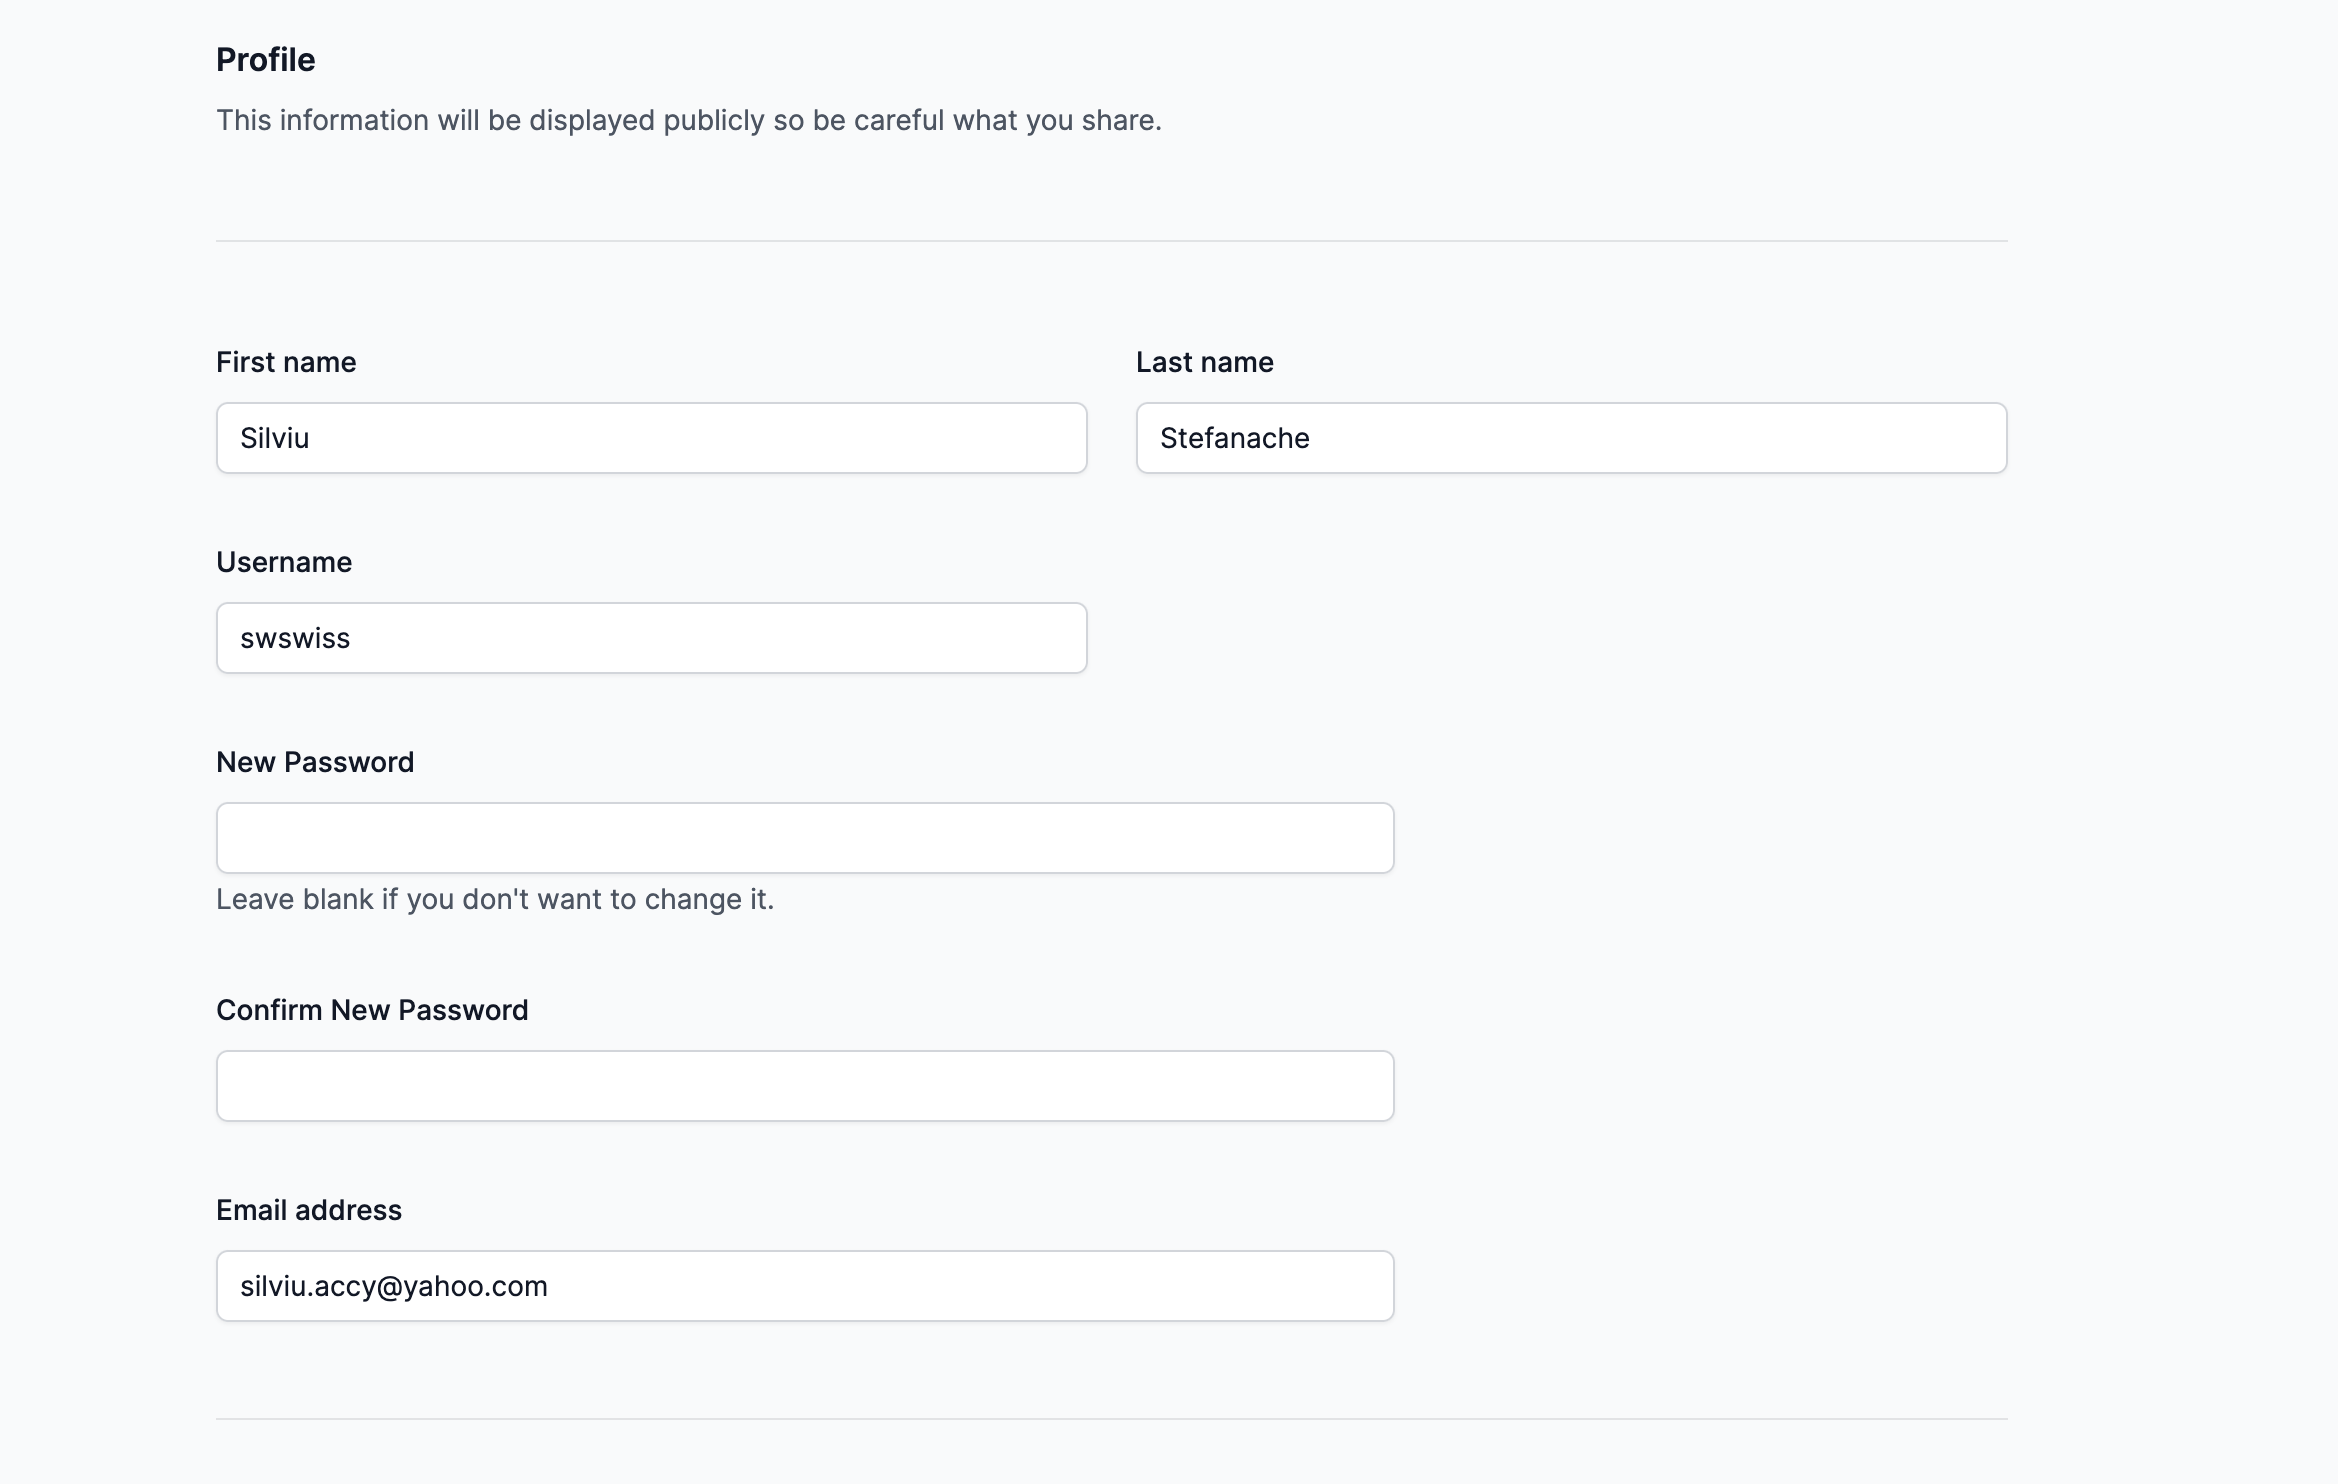 Profile
This information will be displayed publicly so be careful what you share.
First name
Last name
Silviu
Stefanache
Username
swswiss
New Password
Leave blank if you don't want to change it.
Confirm New Password
Email address
silviu.accy@yahoo.com